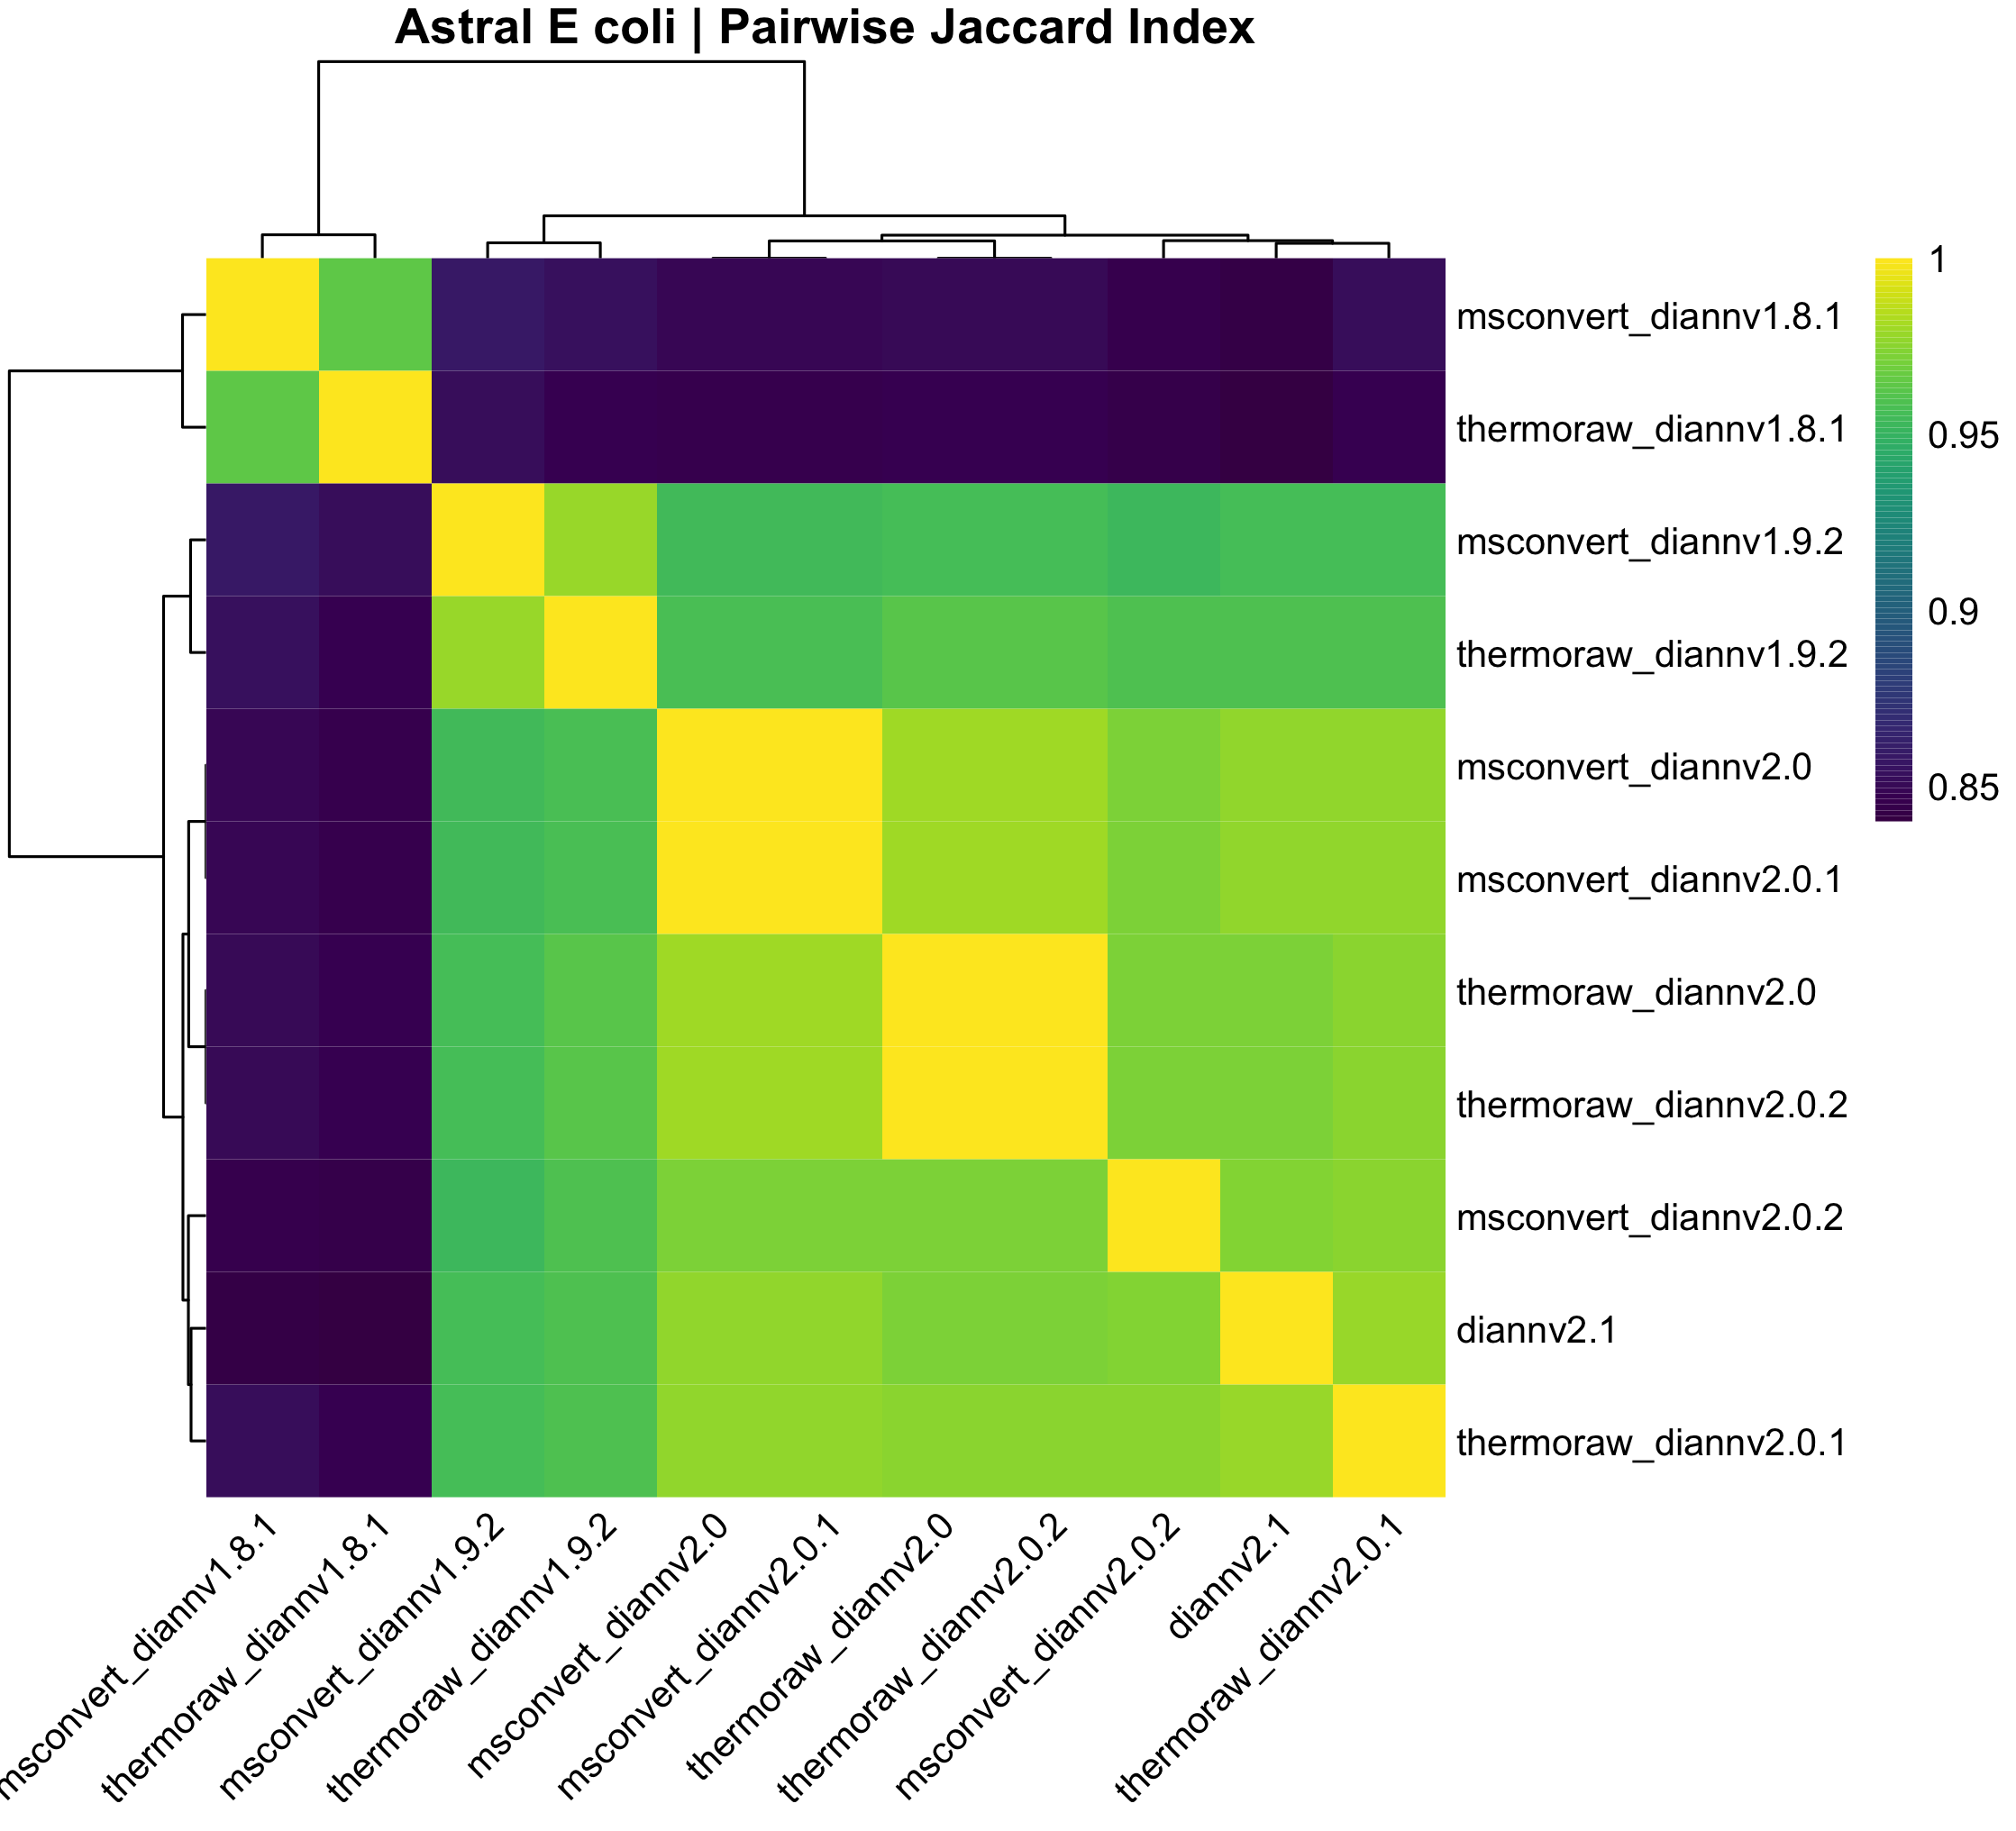 Astral E coli | Pairwise Jaccard Index
1
0.95
0.9
0.85
msconvert_diannv1.8.1
thermoraw_diannv1.8.1
msconvert_diannv1.9.2
thermoraw_diannv1.9.2
msconvert_diannv2.0
msconvert_diannv2.0.1
thermoraw_diannv2.0
thermoraw_diannv2.0.2
msconvert_diannv2.0.2
diannv2.1
thermoraw_diannv2.0.1
msconvert_diannv1.8.1
thermoraw_diannv1.8.1
msconvert_diannv1.9.2
thermoraw_diannv1.9.2
msconvert_diannv2.0
msconvert_diannv2.0.1
thermoraw_diannv2.0
thermoraw_diannv2.0.2
msconvert_diannv2.0.2
diannv2.1
thermoraw_diannv2.0.1